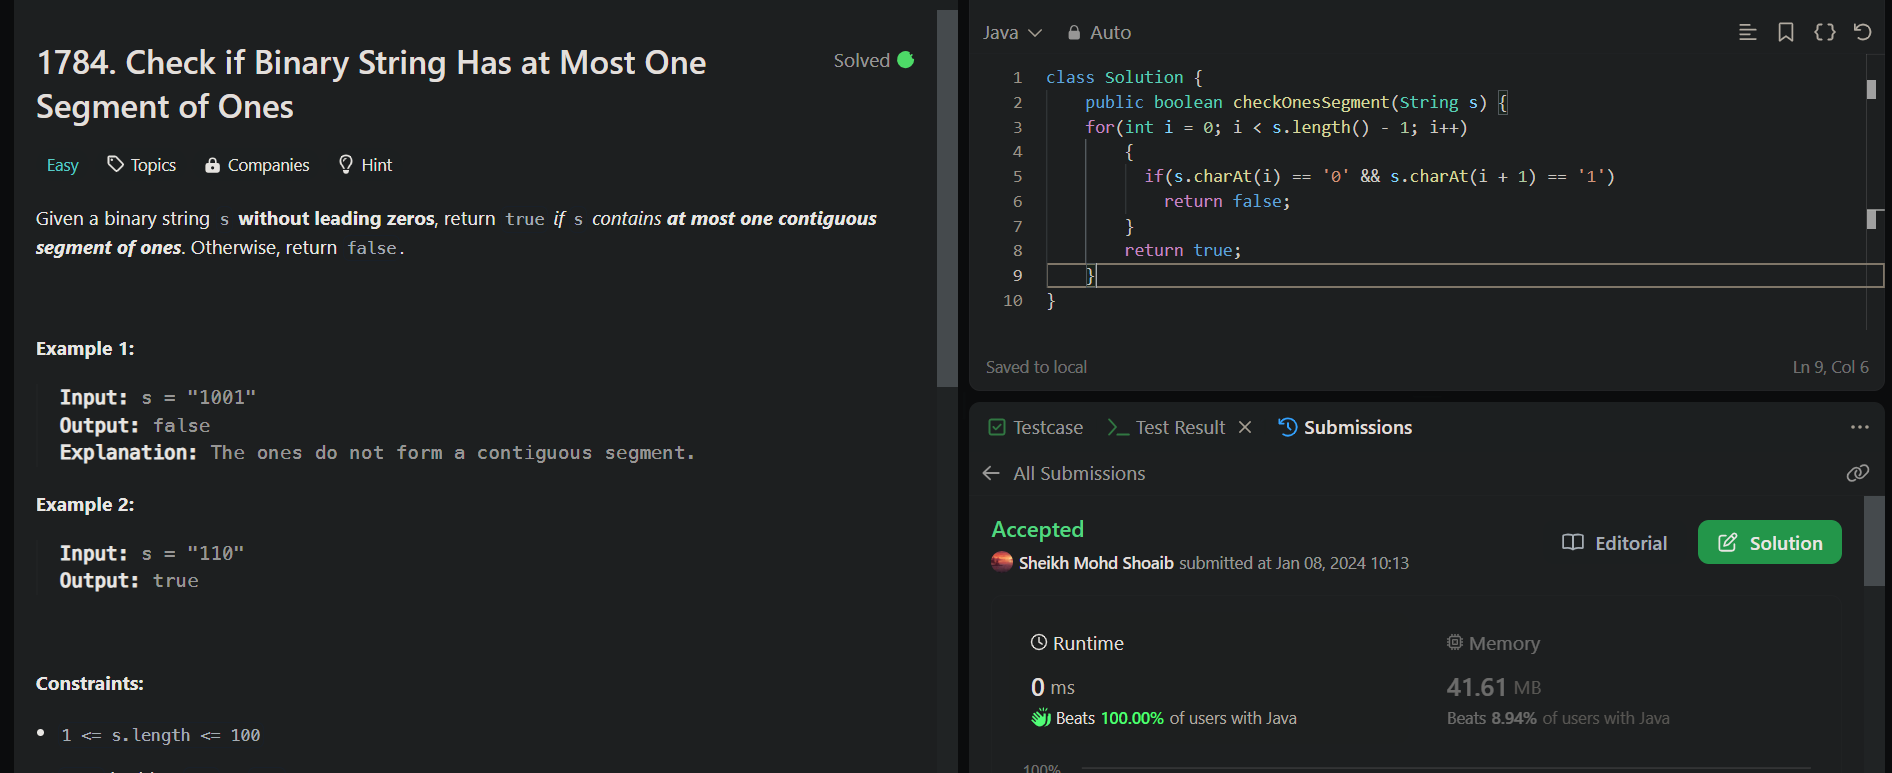 1784. Check if Binary String Has at Most One
Segment of Ones
Solved
Easy Topics Companies Hint
Given a binary string s without leading zeros, return true if s contains at most one contiguous
segment of ones. Otherwise, return false.
Example 1:
Input: s = "1001"
Output: false
Explanation: The ones do not form a contiguous segment.
Example 2:
Input: s = "110"
Output: true
Constraints:
• 1 <= s.length <= 100
Java Auto
1 class Solution {
2 public boolean checkOnesSegment(String s) {
3 for(int i = 0; i < s.length() - 1; i++)
4 {
5 if(s.charAt(i) == '0' && s.charAt(i + 1) == '1')
6 return false;
7 }
8 return true;
9 }
10 }
Saved to local Ln 9, Col 6
Testcase Test Result Submissions
All Submissions
Accepted
Sheikh Mohd Shoaib submitted at Jan 08, 2024 10:13
Editorial Solution
Runtime
0 ms
Beats 100.00% of users with Java
Memory
41.61 MB
Beats 8.94% of users with Java
100%